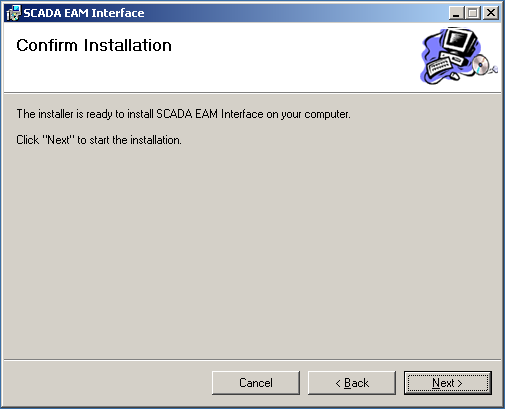 SCADA EAM Interface
Confirm Installation
The installer is ready to install SCADA EAM Interface on your computer.
Click "Next" to start the installation.
Cancel
< Back
Next >